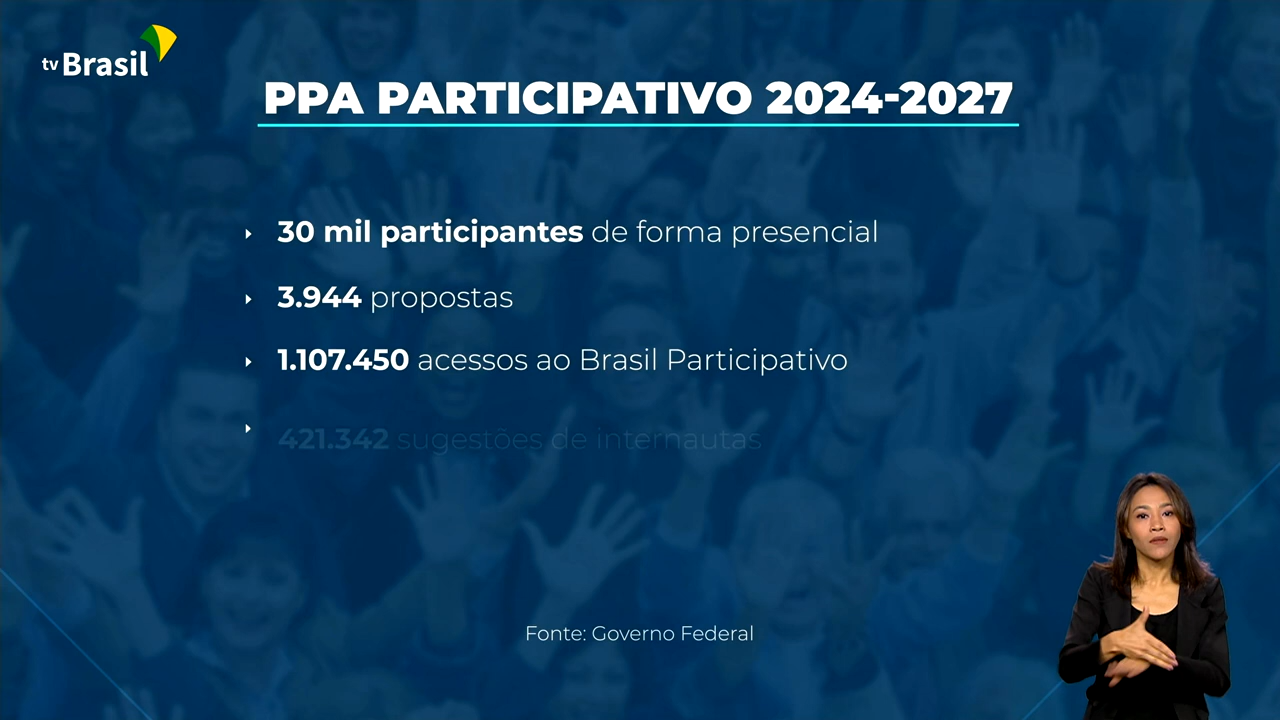 tv Brasil
PPA PARTICIPATIVO 2024-2027
30 mil participantes de forma presencial
3.944 propostas
1.107.450 acessos ao Brasil Participativo
421.342 sugestões de internautas
Fonte: Governo Federal